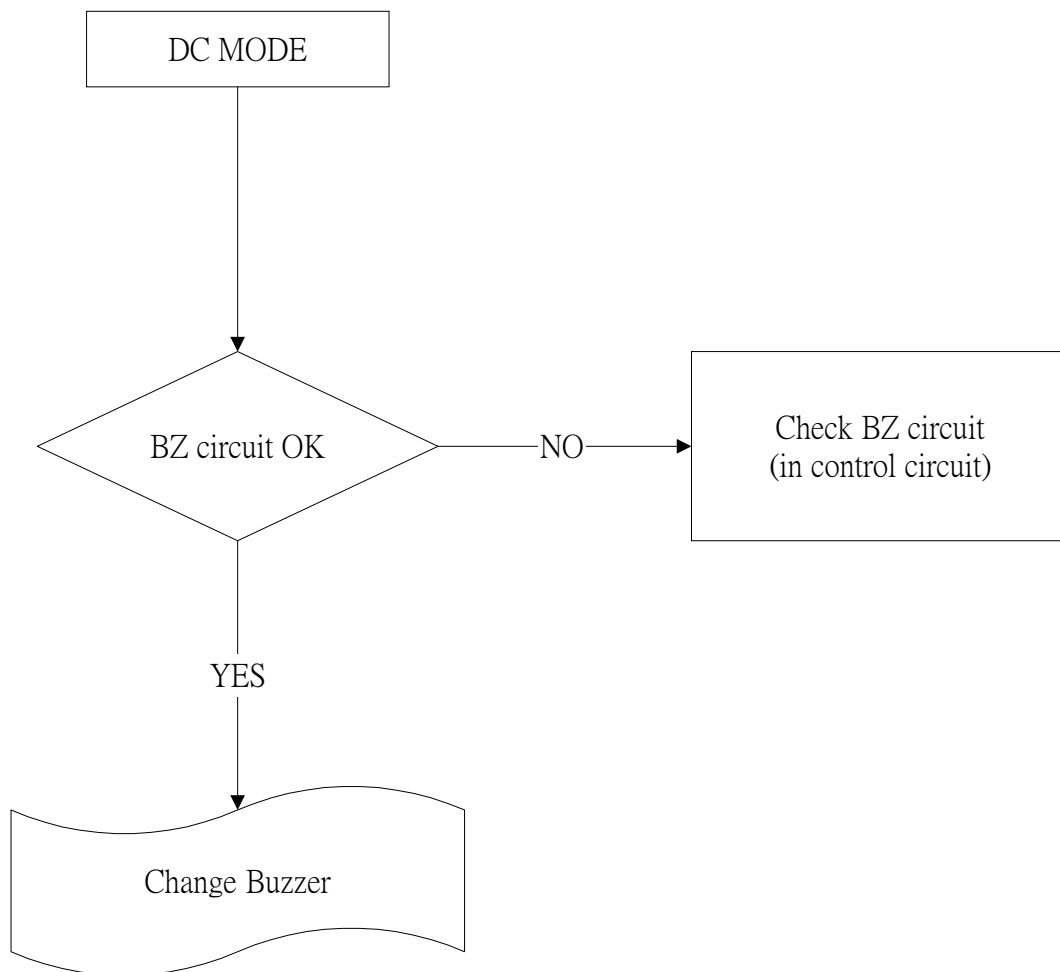 DC MODE
BZ circuit OK
NO
Check BZ circuit
(in control circuit)
YES
Change Buzzer